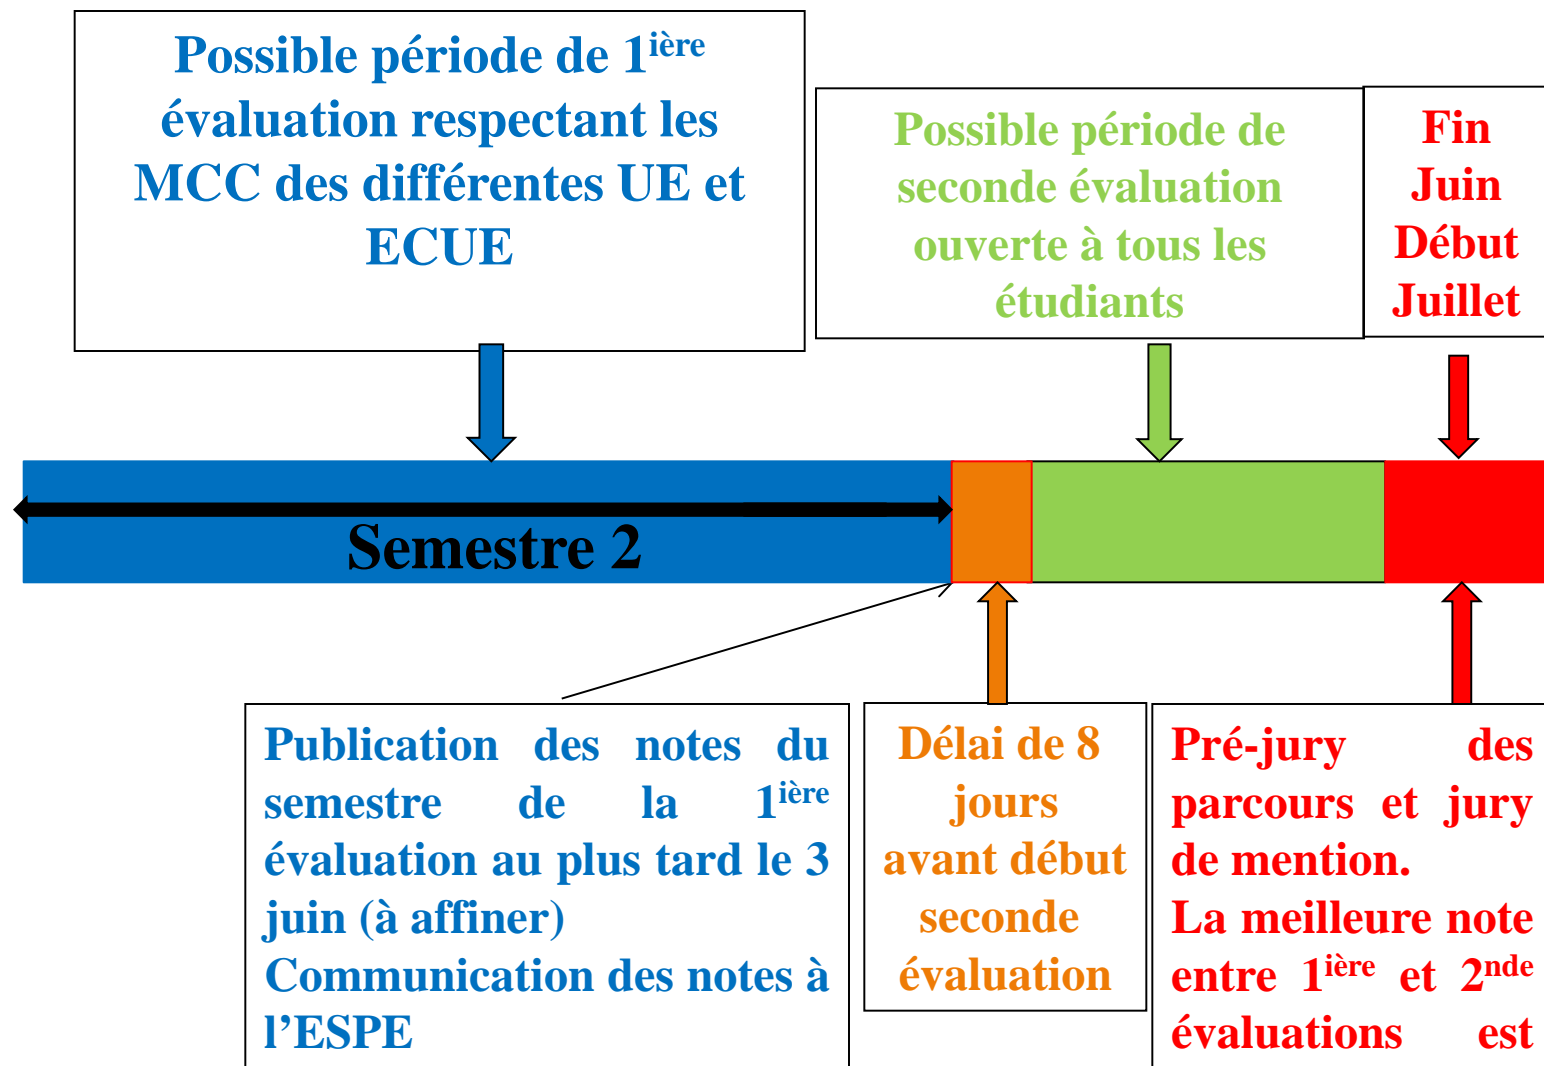 Possible période de 1ière
évaluation respectant les
MCC des différentes UE et
ECUE
Possible période de
seconde évaluation
ouverte à tous les
étudiants
Fin
Juin
Début
Juillet
Semestre 2
Publication des notes du
semestre de la 1ière
évaluation au plus tard le 3
juin (à affiner)
Communication des notes à
l’ESPE
Délai de 8
jours
avant début
seconde
évaluation
Pré-jury des
parcours et jury
de mention.
La meilleure note
entre 1ière et 2nde
évaluations est